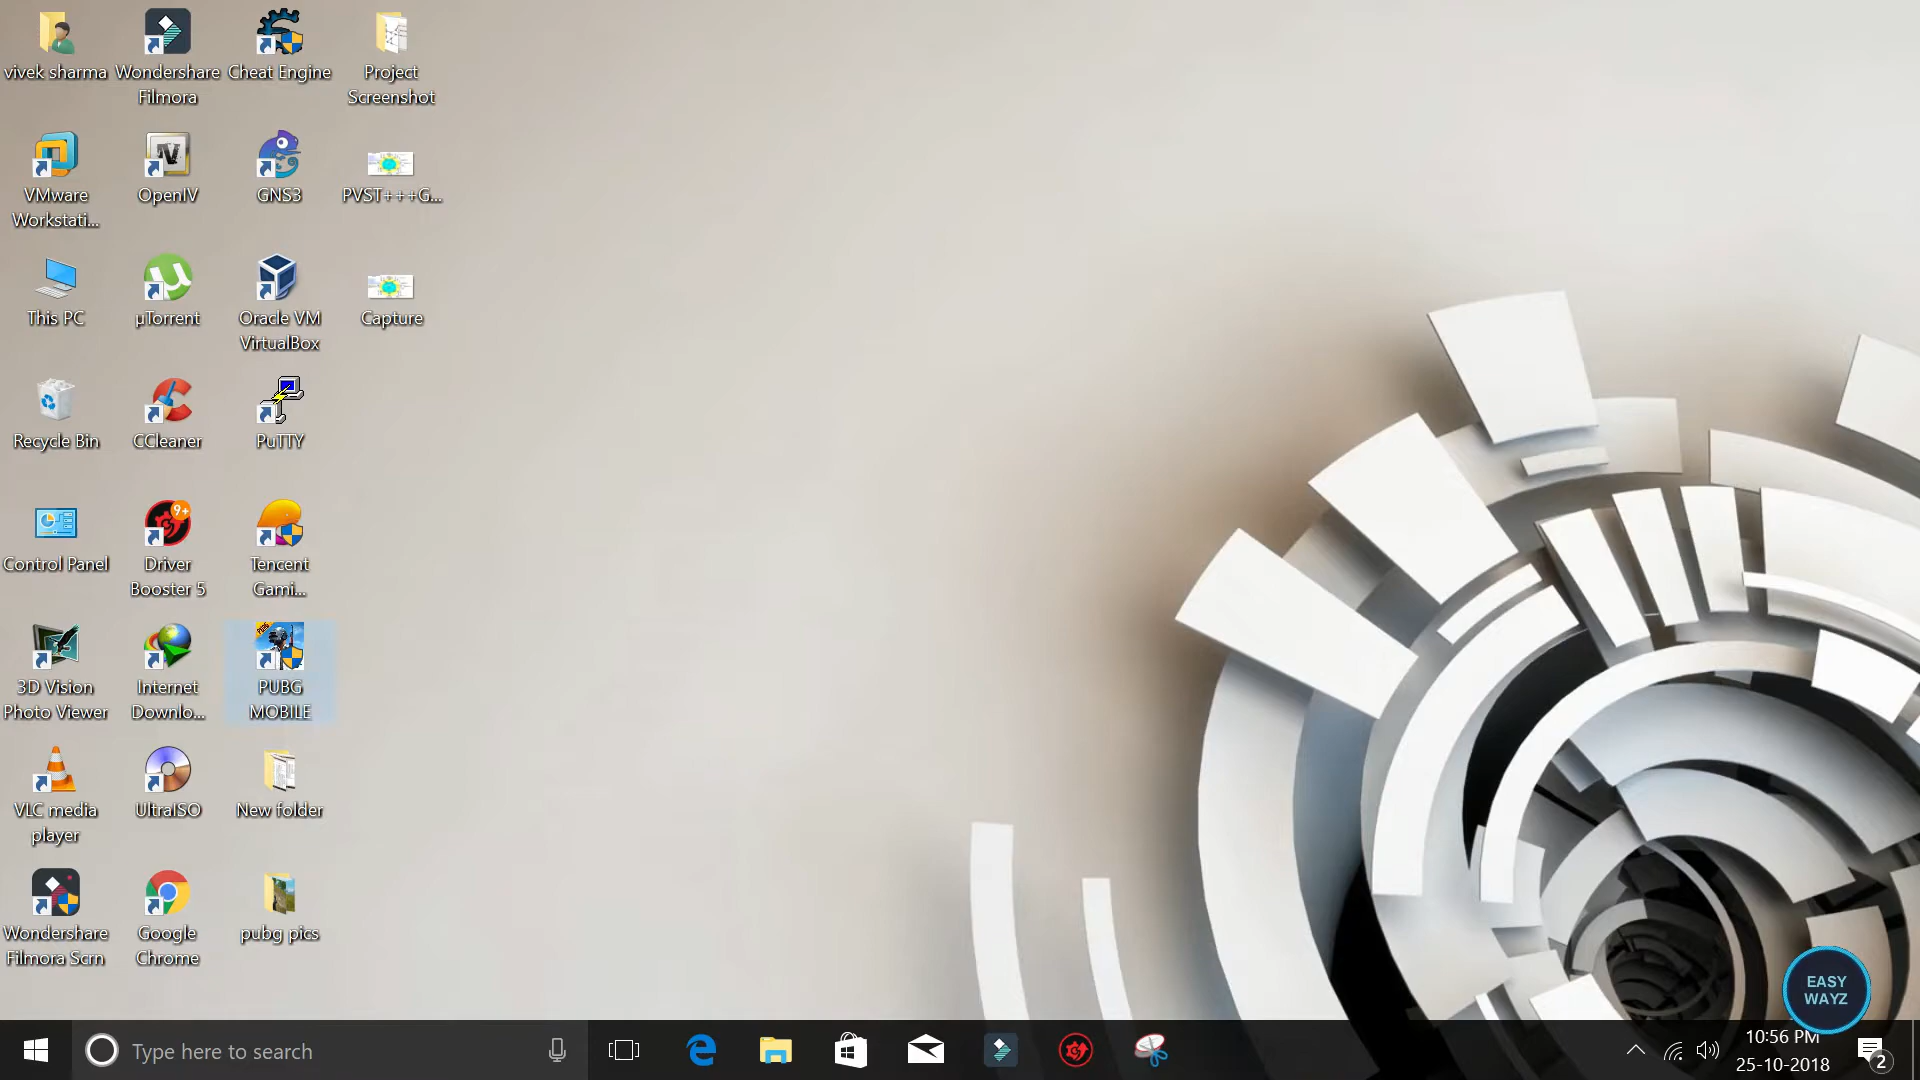 vivek sharma
Wondershare
Filmora
Cheat Engine
Project
Screenshot
VMware
Workstati...
OpenIV
GNS3
PVST+++G...
This PC
µTorrent
Oracle VM
VirtualBox
Capture
Recycle Bin
CCleaner
PuTTY
Control Panel
9+
Driver
Booster 5
Tencent
Gami...
3D Vision
Photo Viewer
Internet
Downlo...
PUBG
PUBG
MOBILE
VLC media
player
UltraISO
New folder
Wondershare
Filmora Scrn
Google
Chrome
pubg pics
EASY
WAYZ
Type here to search
10:56 PM
25-10-2018
2